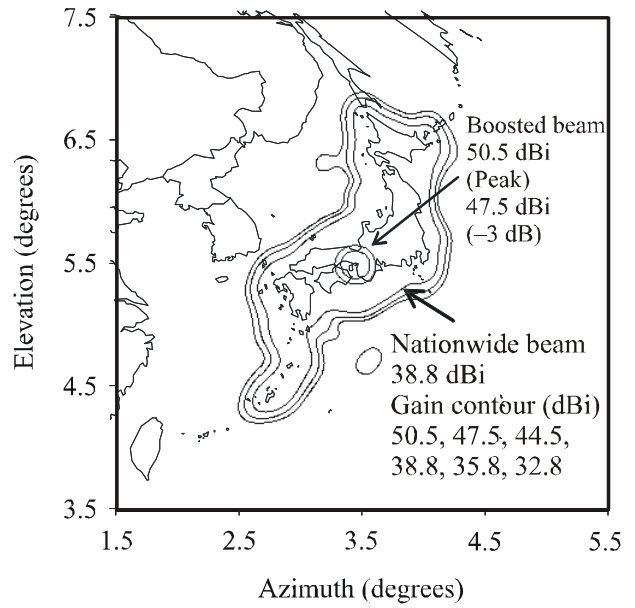 7.5
6.5
5.5
4.5
3.5
Elevation (degrees)
1.5 2.5 3.5 4.5 5.5
Azimuth (degrees)
Boosted beam
50.5 dBi
(Peak)
47.5 dBi
(–3 dB)
Nationwide beam
38.8 dBi
Gain contour (dBi)
50.5, 47.5, 44.5,
38.8, 35.8, 32.8